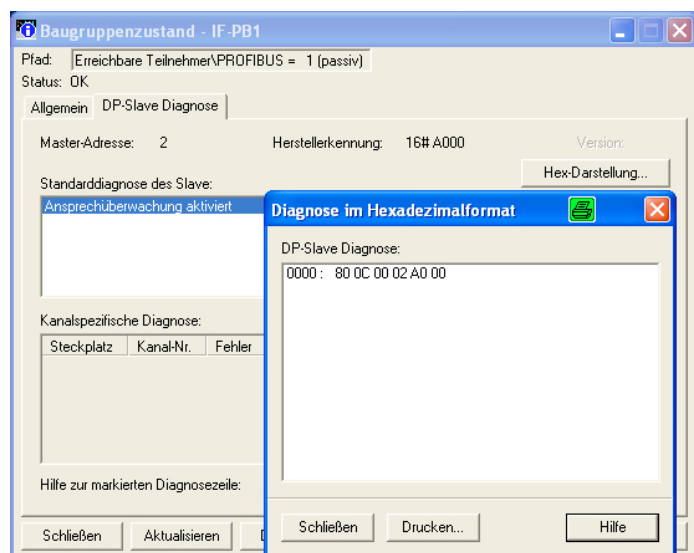 Baugruppenzustand - IF-PB1
Pfad: Erreichbare Teilnehmer\PROFIBUS = 1 (passiv)
Status: OK
Allgemein DP-Slave Diagnose
Master-Adresse: 2 Herstellerkennung: 16# A000 Version:
Hex-Darstellung...
Standarddiagnose des Slave:
Ansprechüberwachung aktiviert
Diagnose im Hexadezimalformat
DP-Slave Diagnose:
0000 : 80 0C 00 02 A0 00
Kanalspezifische Diagnose:
Steckplatz Kanal-Nr. Fehler
Hilfe zur markierten Diagnosezeile:
Schließen Drucken... Hilfe
Schließen Aktualisieren